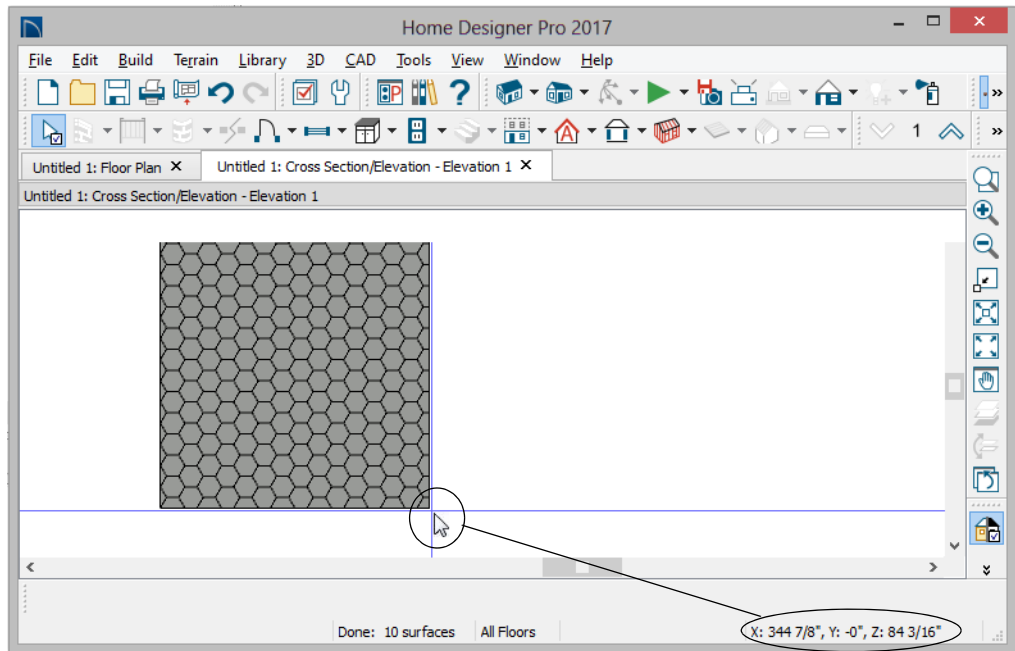 Home Designer Pro 2017
File Edit Build Terrain Library 3D CAD Tools View Window Help
1
Untitled 1: Floor Plan Untitled 1: Cross Section/Elevation - Elevation 1
Untitled 1: Cross Section/Elevation - Elevation 1
Done: 10 surfaces All Floors X: 344 7/8", Y: -0", Z: 84 3/16"